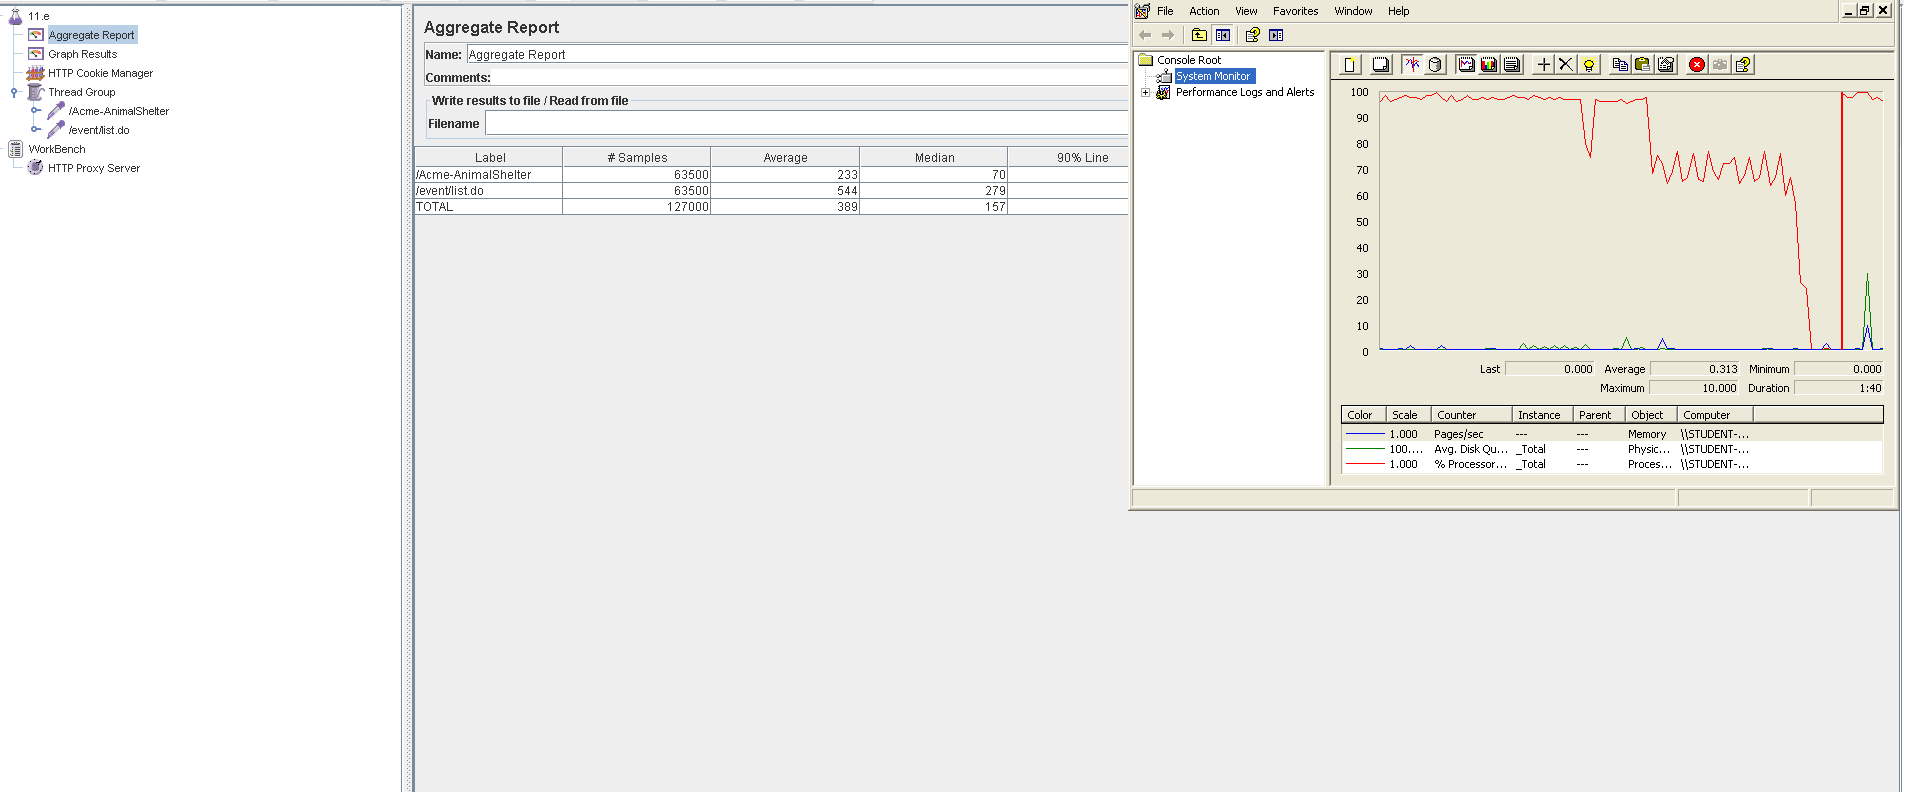 11.e
Aggregate Report
Graph Results
HTTP Cookie Manager
Thread Group
/Acme-AnimalShelter
/event/list.do
WorkBench
HTTP Proxy Server
Aggregate Report
Name: Aggregate Report
Comments:
Write results to file / Read from file
Filename
Label # Samples Average Median 90% Line
/Acme-AnimalShelter 63500 233 70
/event/list.do 63500 544 279
TOTAL 127000 389 157
File Action View Favorites Window Help
Console Root
System Monitor
Performance Logs and Alerts
100
90
80
70
60
50
40
30
20
10
0
Last 0.000 Average 0.313 Minimum 0.000
Maximum 10.000 Duration 1:40
Color Scale Counter Instance Parent Object Computer
1.000 Pages/sec --- --- Memory \\STUDENT-...
100.... Avg. Disk Qu... _Total --- Physic... \\STUDENT-...
1.000 % Processor... _Total --- Proces... \\STUDENT-...